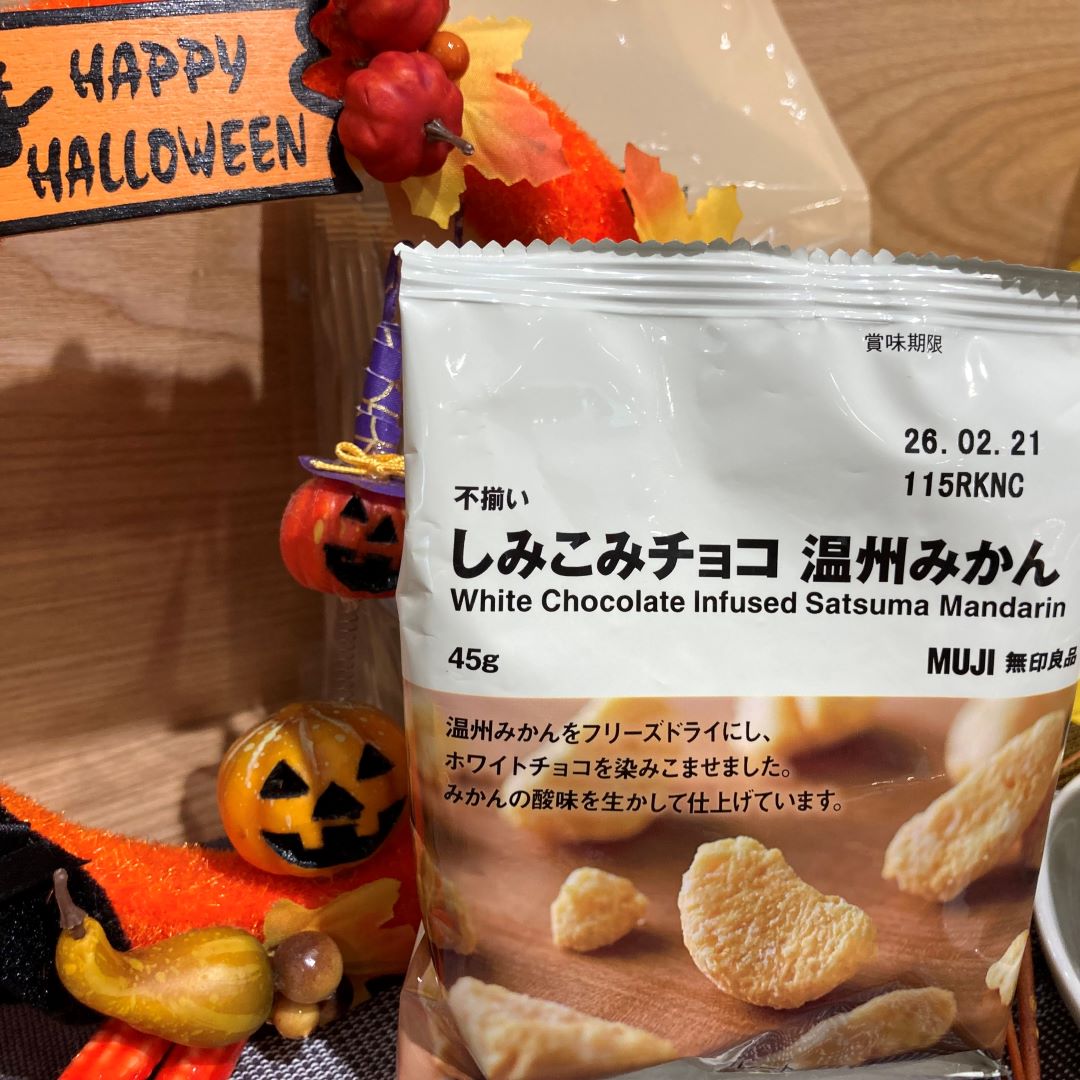 HAPPY
HALLOWEEN
賞味期限
26.02.21
115RKNC
不揃い
しみこみチョコ 温州みかん
White Chocolate Infused Satsuma Mandarin
45g
MUJI 無印良品
温州みかんをフリーズドライにし、
ホワイトチョコを染みこませました。
みかんの酸味を生かして仕上げています。